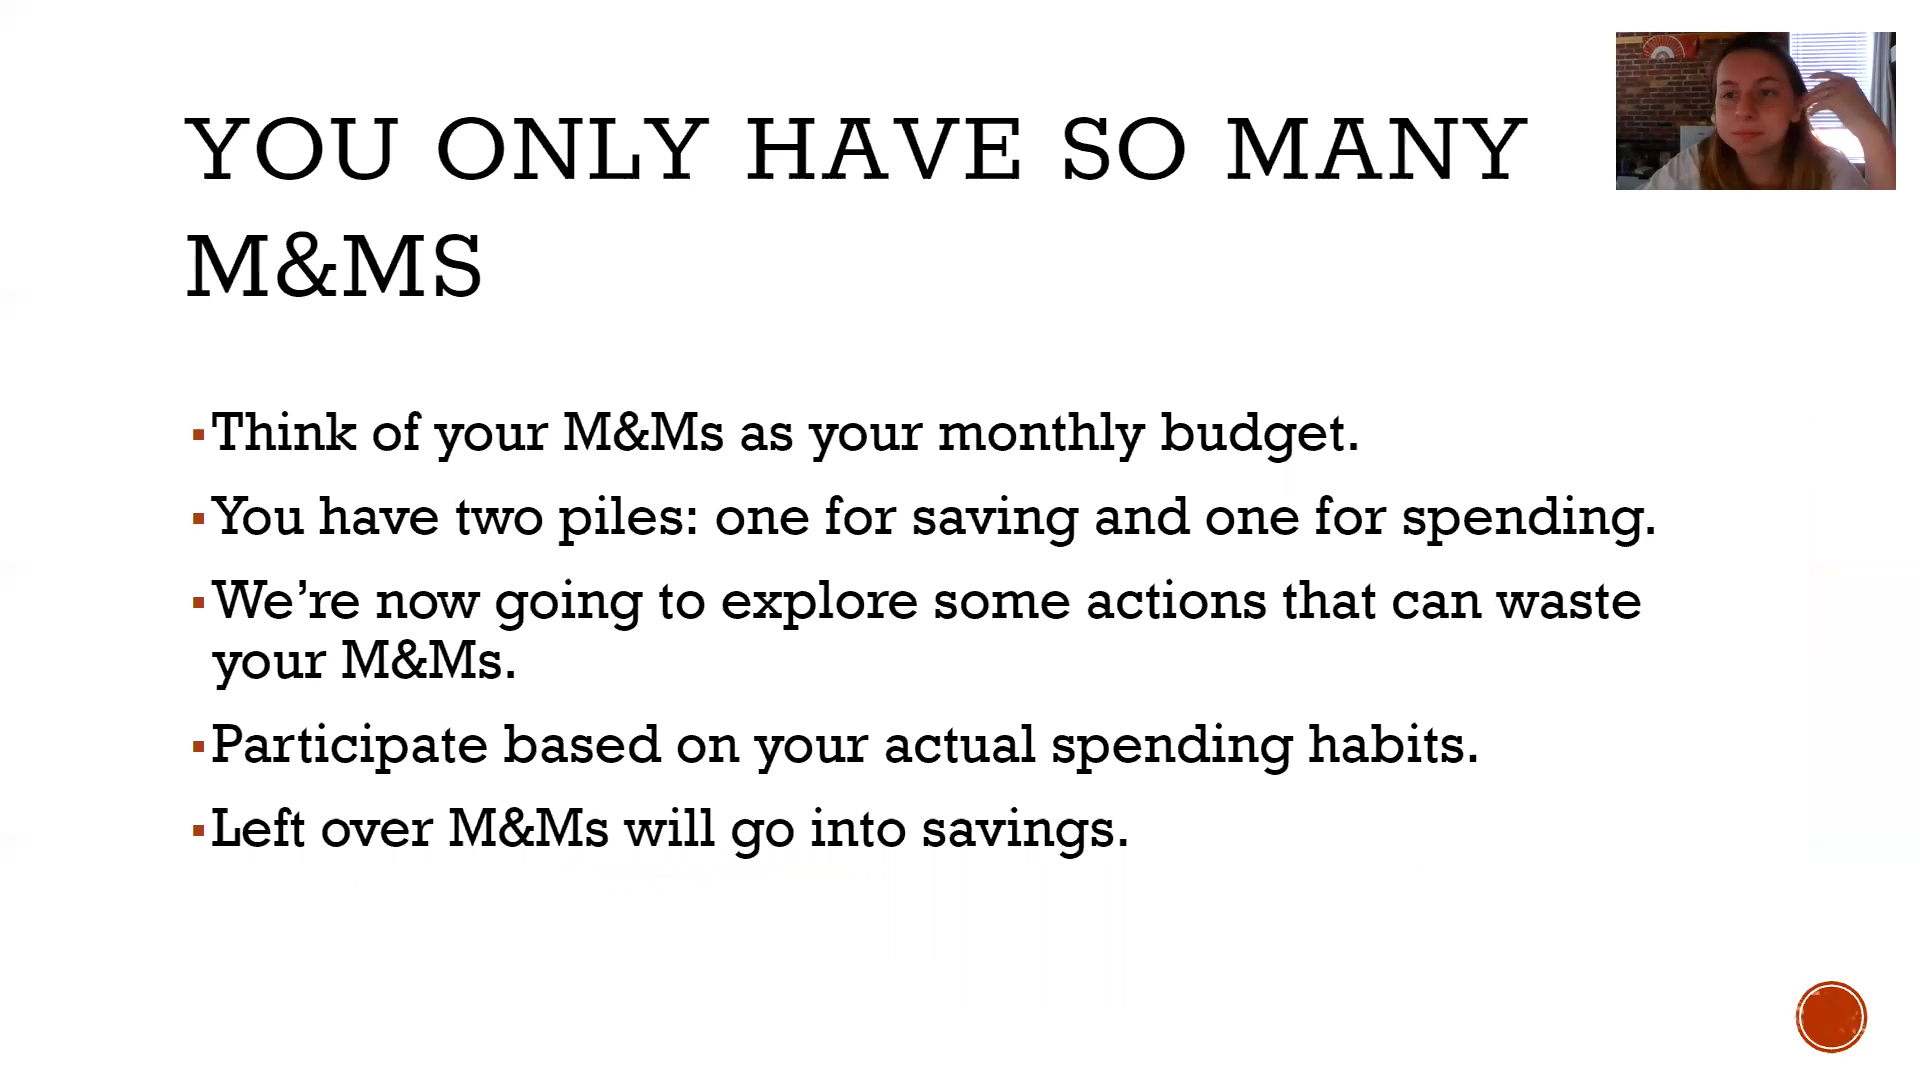 YOU ONLY HAVE SO MANY
M&MS
▪Think of your M&Ms as your monthly budget.
▪You have two piles: one for saving and one for spending.
▪We’re now going to explore some actions that can waste
your M&Ms.
▪Participate based on your actual spending habits.
▪Left over M&Ms will go into savings.